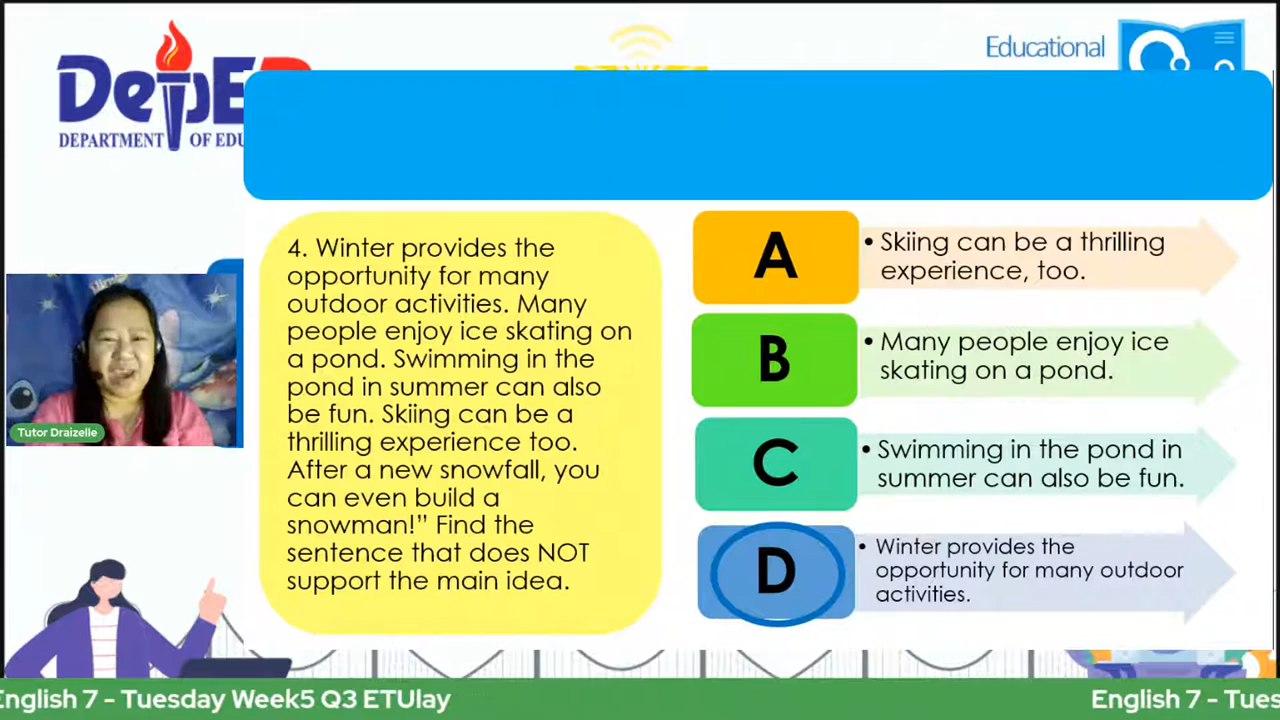 DepE
DEPARTMENT OF EDU
Educational
4. Winter provides the
opportunity for many
outdoor activities. Many
people enjoy ice skating on
a pond. Swimming in the
pond in summer can also
be fun. Skiing can be a
thrilling experience too.
After a new snowfall, you
can even build a
snowman!” Find the
sentence that does NOT
support the main idea.
A
• Skiing can be a thrilling
experience, too.
B
• Many people enjoy ice
skating on a pond.
C
• Swimming in the pond in
summer can also be fun.
D
• Winter provides the
opportunity for many outdoor
activities.
Tutor Draizelle
English 7 - Tuesday Week5 Q3 ETUlay
English 7 - Tues